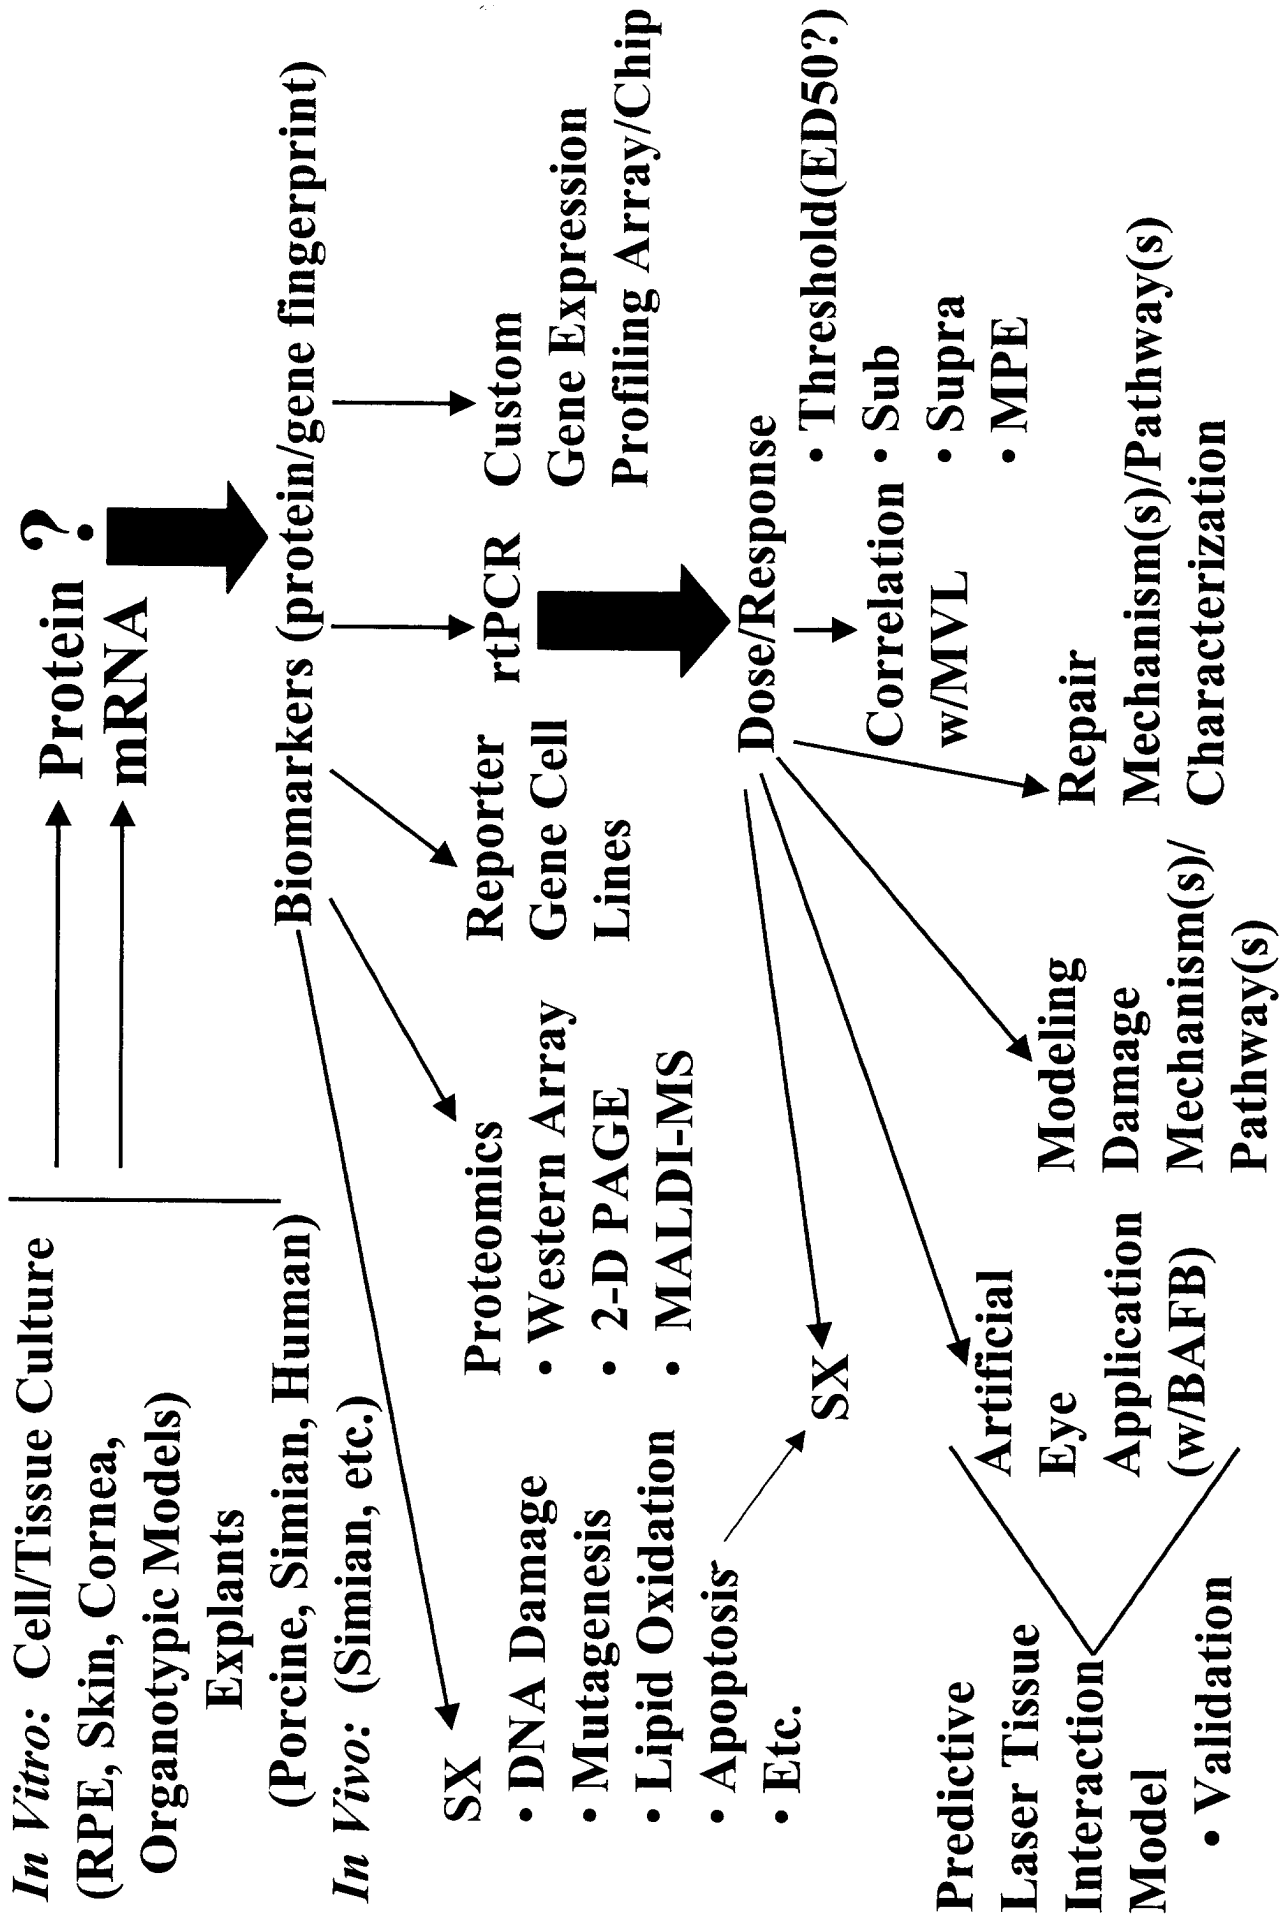 In Vitro: Cell/Tissue Culture
(RPE, Skin, Cornea,
Organotypic Models)
Explants
(Porcine, Simian, Human)
In Vivo: (Simian, etc.)
Protein
mRNA
?
Biomarkers (protein/gene fingerprint)
SX
• DNA Damage
• Mutagenesis
• Lipid Oxidation
• Apoptosis
• Etc.
Proteomics
• Western Array
• 2-D PAGE
• MALDI-MS
Reporter
Gene Cell
Lines
rtPCR
Custom
Gene Expression
Profiling Array/Chip
Dose/Response
SX
Correlation
w/MVL
• Threshold(ED50?)
• Sub
• Supra
• MPE
Predictive
Laser Tissue
Interaction
Model
• Validation
Artificial
Eye
Application
(w/BAFB)
Modeling
Damage
Mechanism(s)/
Pathway(s)
Repair
Mechanism(s)/Pathway(s)
Characterization